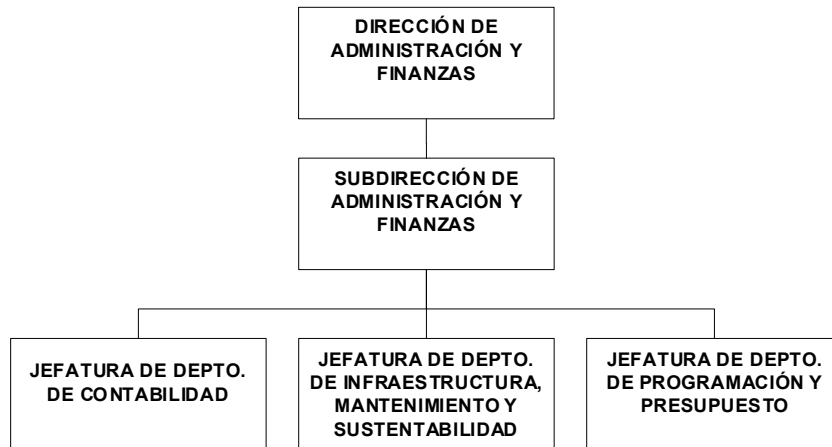 DIRECCIÓN DE
ADMINISTRACIÓN Y
FINANZAS
SUBDIRECCIÓN DE
ADMINISTRACIÓN Y
FINANZAS
JEFATURA DE DEPTO.
DE CONTABILIDAD
JEFATURA DE DEPTO.
DE INFRAESTRUCTURA,
MANTENIMIENTO Y
SUSTENTABILIDAD
JEFATURA DE DEPTO.
DE PROGRAMACIÓN Y
PRESUPUESTO